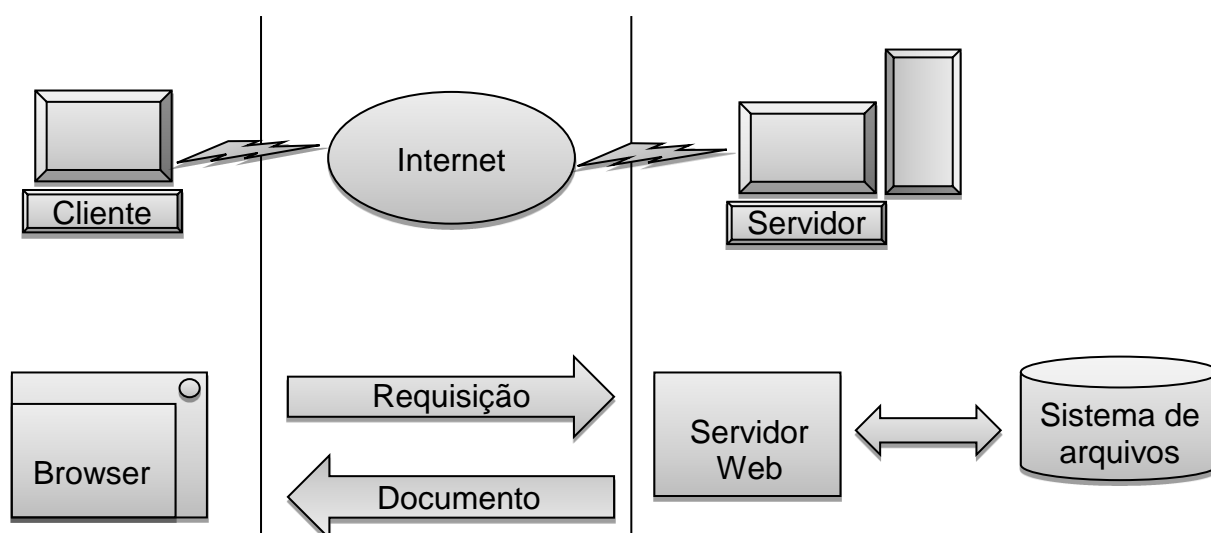 Internet
Cliente
Servidor
Requisição
Servidor
Web
Sistema de
arquivos
Browser
Documento